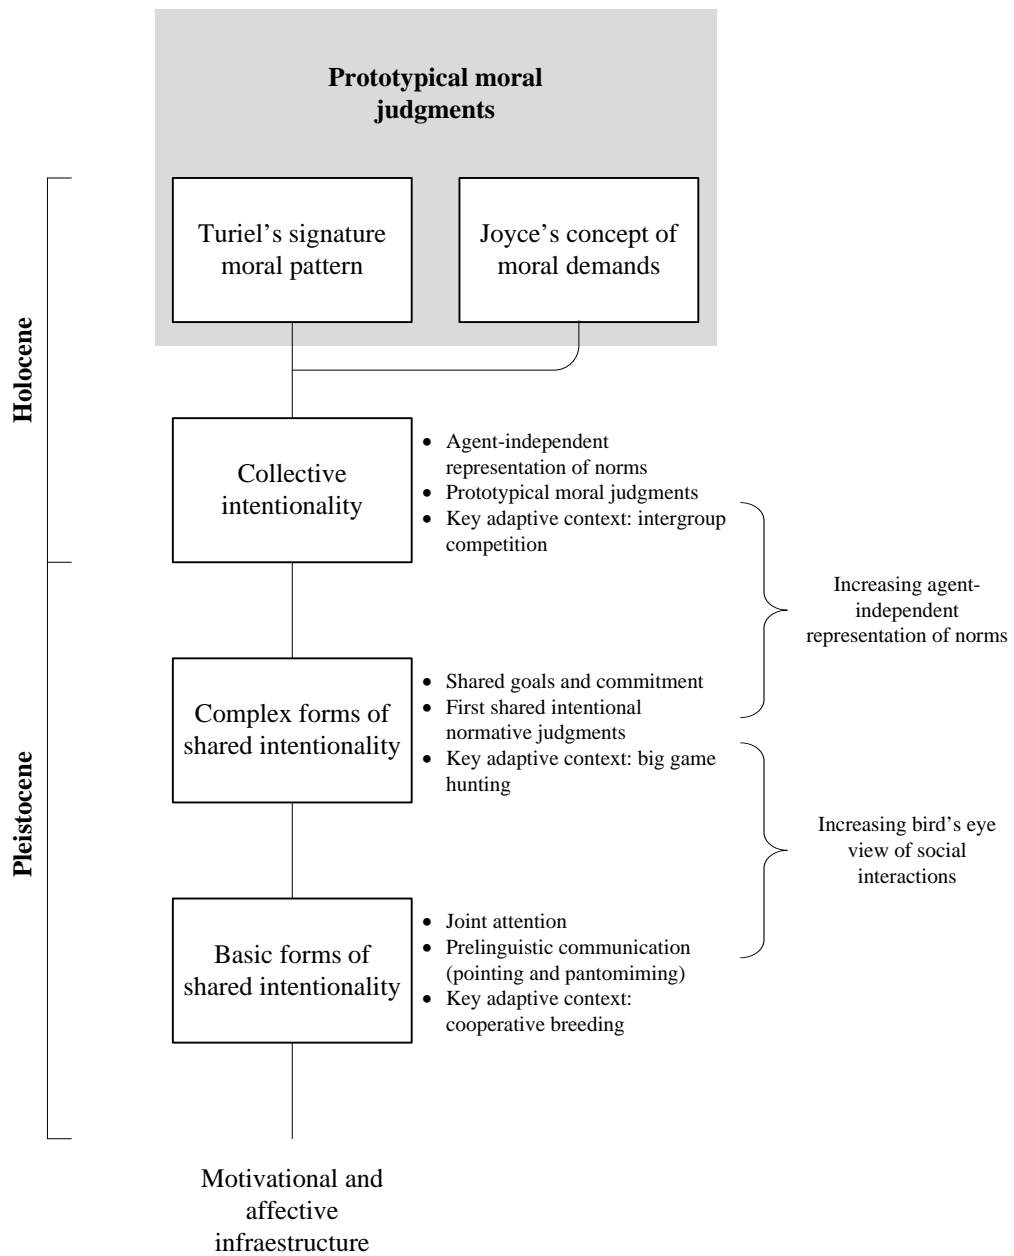 Prototypical moral
judgments
Turiel’s signature
moral pattern
Joyce’s concept of
moral demands
Holocene
Collective
intentionality
• Agent-independent
representation of norms
• Prototypical moral judgments
• Key adaptive context: intergroup
competition
Increasing agent-
independent
representation of norms
Pleistocene
Complex forms of
shared intentionality
• Shared goals and commitment
• First shared intentional
normative judgments
• Key adaptive context: big game
hunting
Increasing bird’s eye
view of social
interactions
Basic forms of
shared intentionality
• Joint attention
• Prelinguistic communication
(pointing and pantomiming)
• Key adaptive context:
cooperative breeding
Motivational and
affective
infraestructure